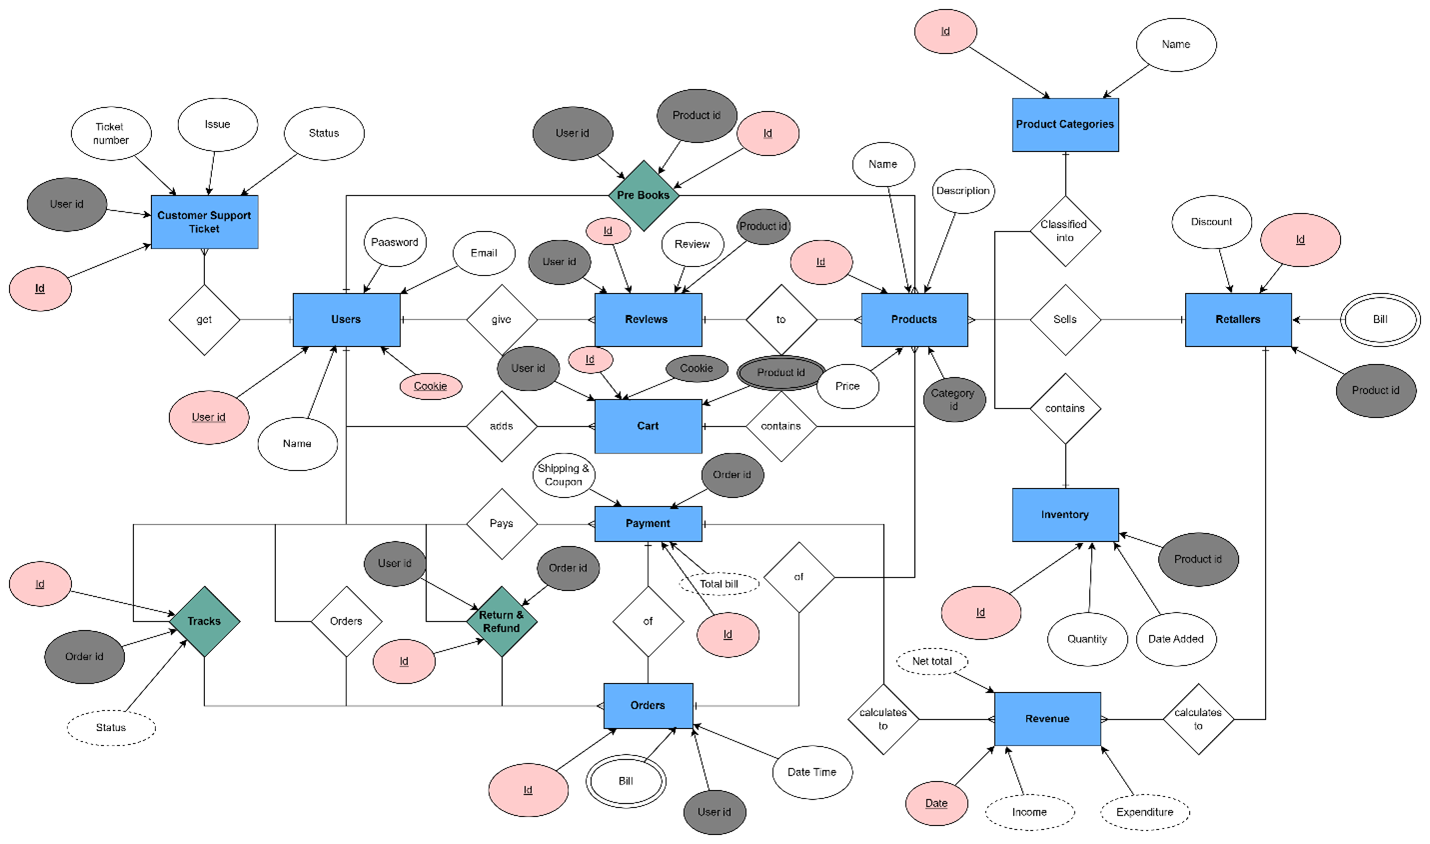 Id
Name
Product Categories
Ticket
number
Issue
Status
User id
Product id
Id
Pre Books
Name
Description
User id
Customer Support
Ticket
Id
Paasword
Email
Id
User id
Review
Product id
Id
Classified
into
Discount
Id
get
Users
give
Reviews
to
Products
Sells
Retallers
Bill
User id
Id
Cookie
Product Id
Price
Category
id
Product id
User id
Cookie
Name
adds
Cart
contains
contains
Shipping &
Coupon
Order id
Pays
Payment
Inventory
Id
User id
Order id
Total bill
of
Product id
Tracks
Orders
Return &
Refund
of
Id
Id
Quantity
Date Added
Order id
Id
Net total
Status
Orders
calculates
to
Revenue
calculates
to
Id
Bill
Date Time
User id
Date
Income
Expenditure